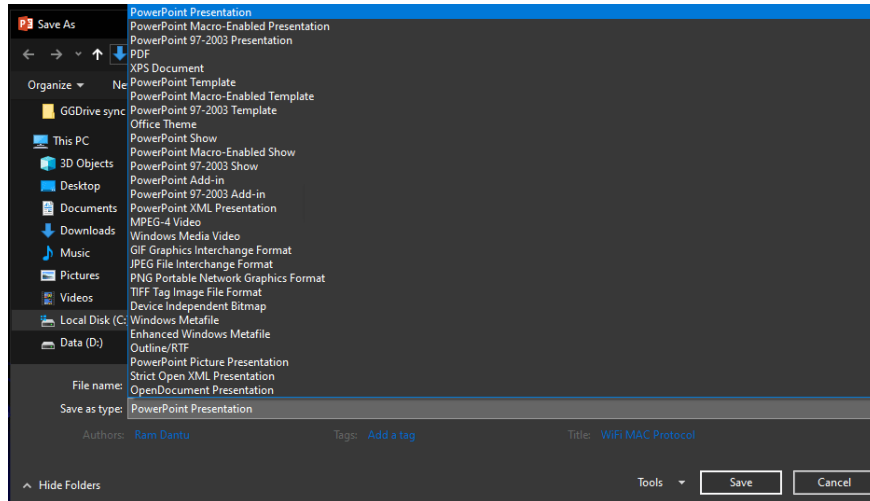 PowerPoint Presentation
Save As
PowerPoint Macro-Enabled Presentation
PowerPoint 97-2003 Presentation
PDF
XPS Document
Organize
Ne
PowerPoint Template
PowerPoint Macro-Enabled Template
GGDrive sync
PowerPoint 97-2003 Template
Office Theme
This PC
PowerPoint Show
PowerPoint Macro-Enabled Show
3D Objects
PowerPoint 97-2003 Show
PowerPoint Add-in
Desktop
PowerPoint 97-2003 Add-in
Documents
PowerPoint XML Presentation
MPEG-4 Video
Downloads
Windows Media Video
Music
GIF Graphics Interchange Format
JPEG File Interchange Format
Pictures
PNG Portable Network Graphics Format
TIFF Tag Image File Format
Videos
Device Independent Bitmap
Local Disk (C:
Windows Metafile
Enhanced Windows Metafile
Data (D:)
Outline/RTF
PowerPoint Picture Presentation
Strict Open XML Presentation
File name:
OpenDocument Presentation
Save as type: PowerPoint Presentation
Authors: Ram Dantu Tags: Add a tag Title: WiFi MAC Protocol
Hide Folders Tools Save Cancel